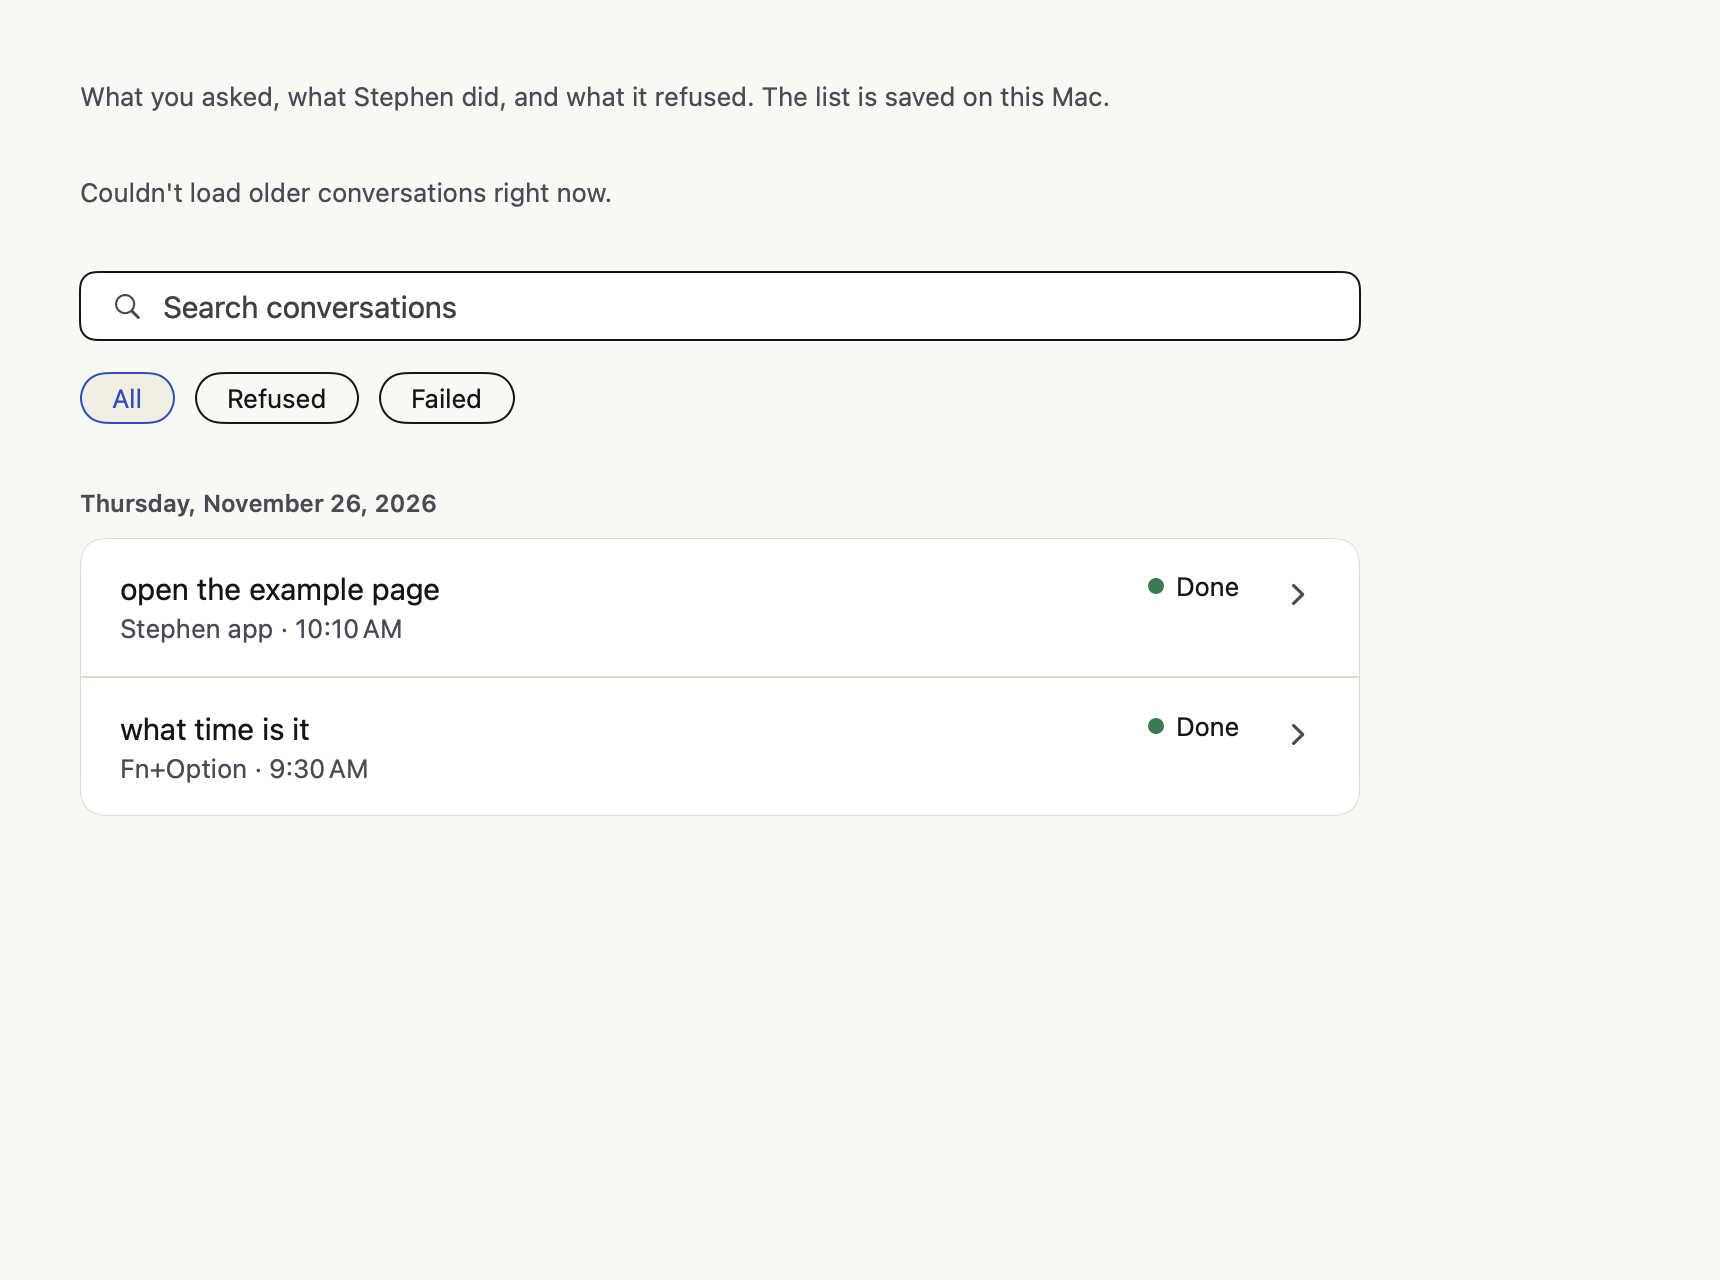 What you asked, what Stephen did, and what it refused. The list is saved on this Mac.
Couldn't load older conversations right now.
Search conversations
All
Refused
Failed
Thursday, November 26, 2026
open the example page
Done
Stephen app · 10:10 AM
what time is it
Done
Fn+Option · 9:30 AM